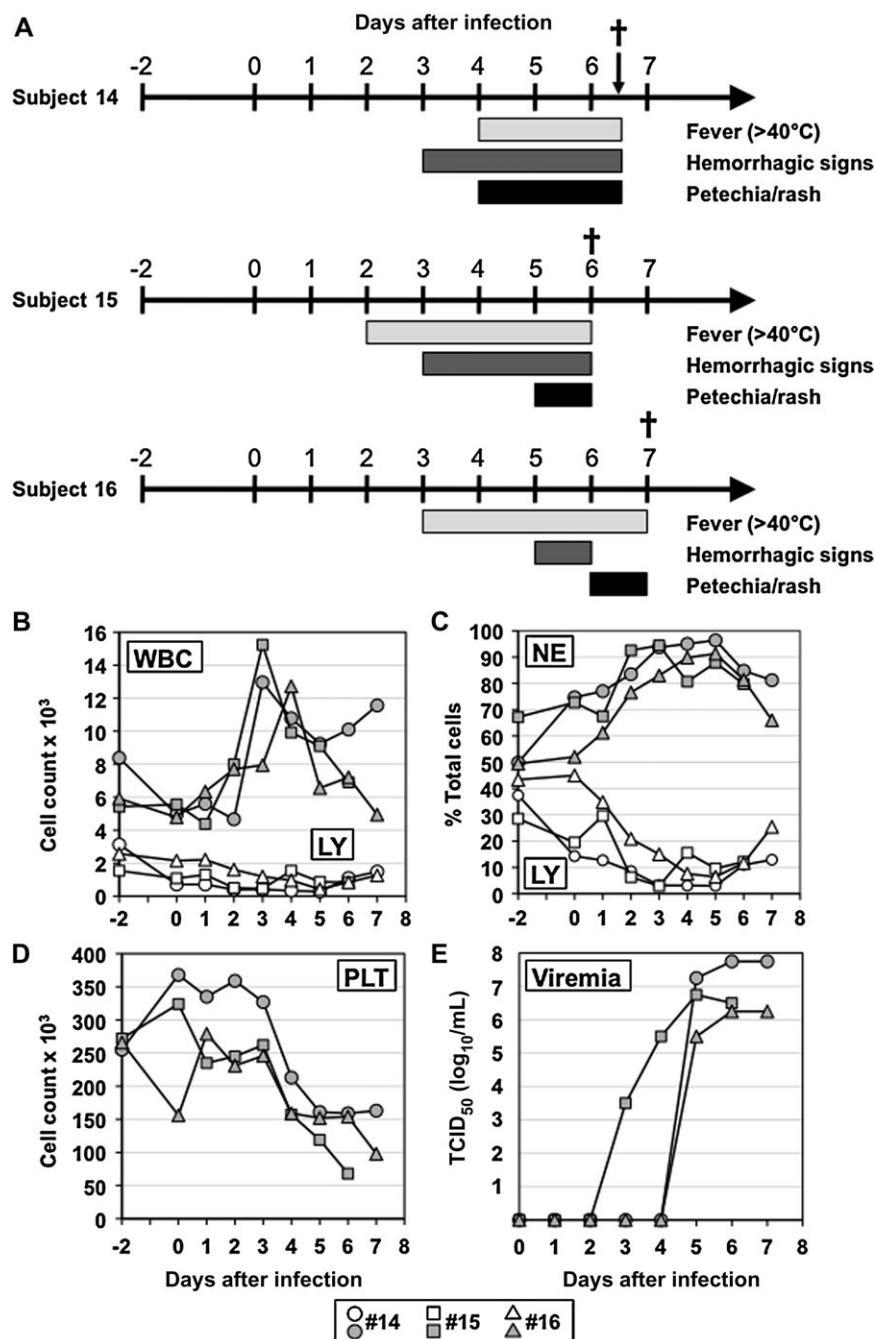 A
Days after infection
†
-2 0 1 2 3 4 5 6 7
Subject 14
Fever (>40°C)
Hemorrhagic signs
Petechia/rash
†
-2 0 1 2 3 4 5 6 7
Subject 15
Fever (>40°C)
Hemorrhagic signs
Petechia/rash
†
-2 0 1 2 3 4 5 6 7
Subject 16
Fever (>40°C)
Hemorrhagic signs
Petechia/rash
B
WBC
LY
Cell count x 10³
16
14
12
10
8
6
4
2
0
-2 0 1 2 3 4 5 6 7 8
C
NE
LY
% Total cells
100
90
80
70
60
50
40
30
20
10
0
-2 0 1 2 3 4 5 6 7 8
D
PLT
Cell count x 10³
400
350
300
250
200
150
100
50
0
-2 0 1 2 3 4 5 6 7 8
Days after infection
E
Viremia
TCID₅₀ (log₁₀/mL)
8
7
6
5
4
3
2
1
0 1 2 3 4 5 6 7 8
Days after infection
#14 #15 #16